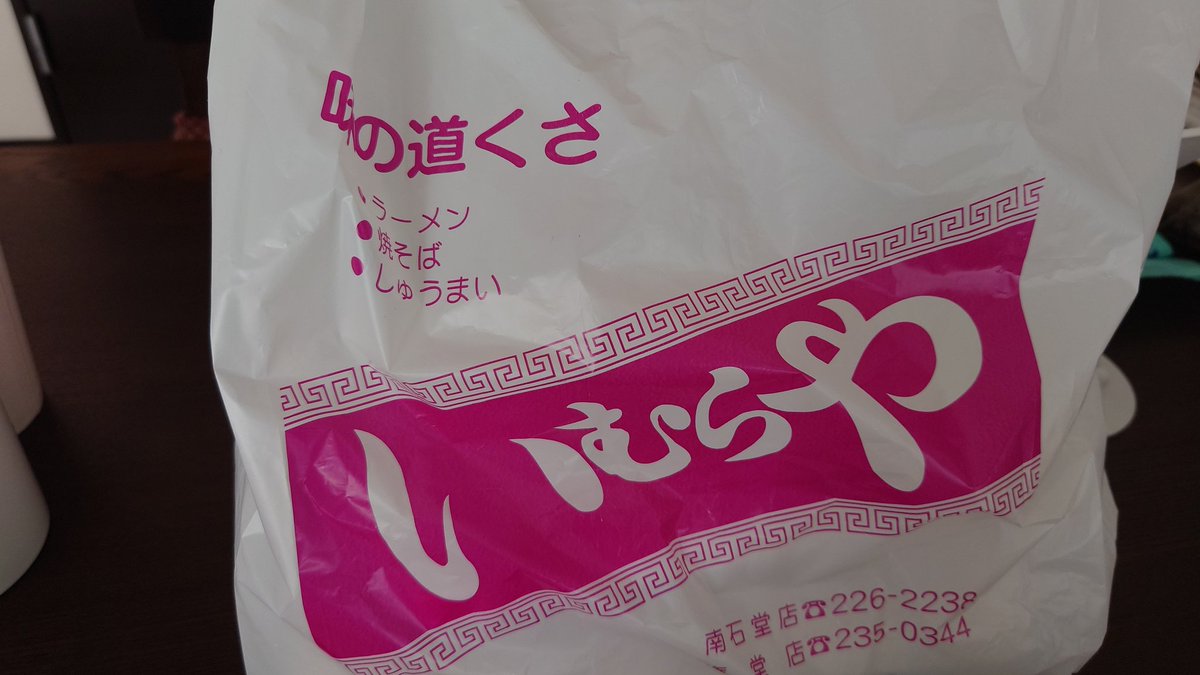 味の道くさ
•ラーメン
●焼そば
●しゅうまい
いむらや
南石堂店☎226-2238
堂 店☎235-0344